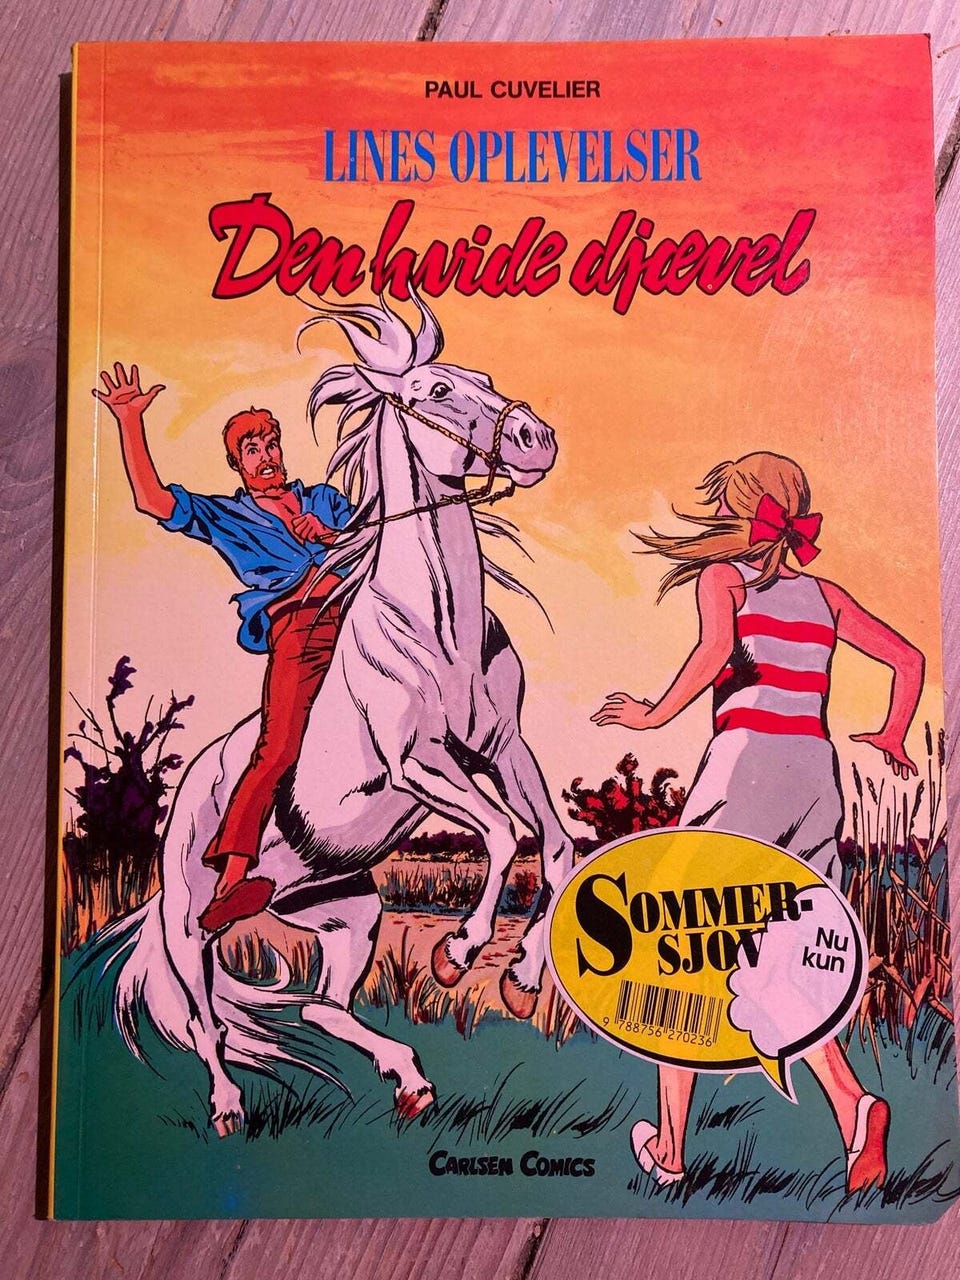 PAUL CUVELIER
LINES OPLEVELSER
Den hvide djævel
SOMMER-
SJOV
Nu
kun
9 788756 270236
CARLSEN COMICS